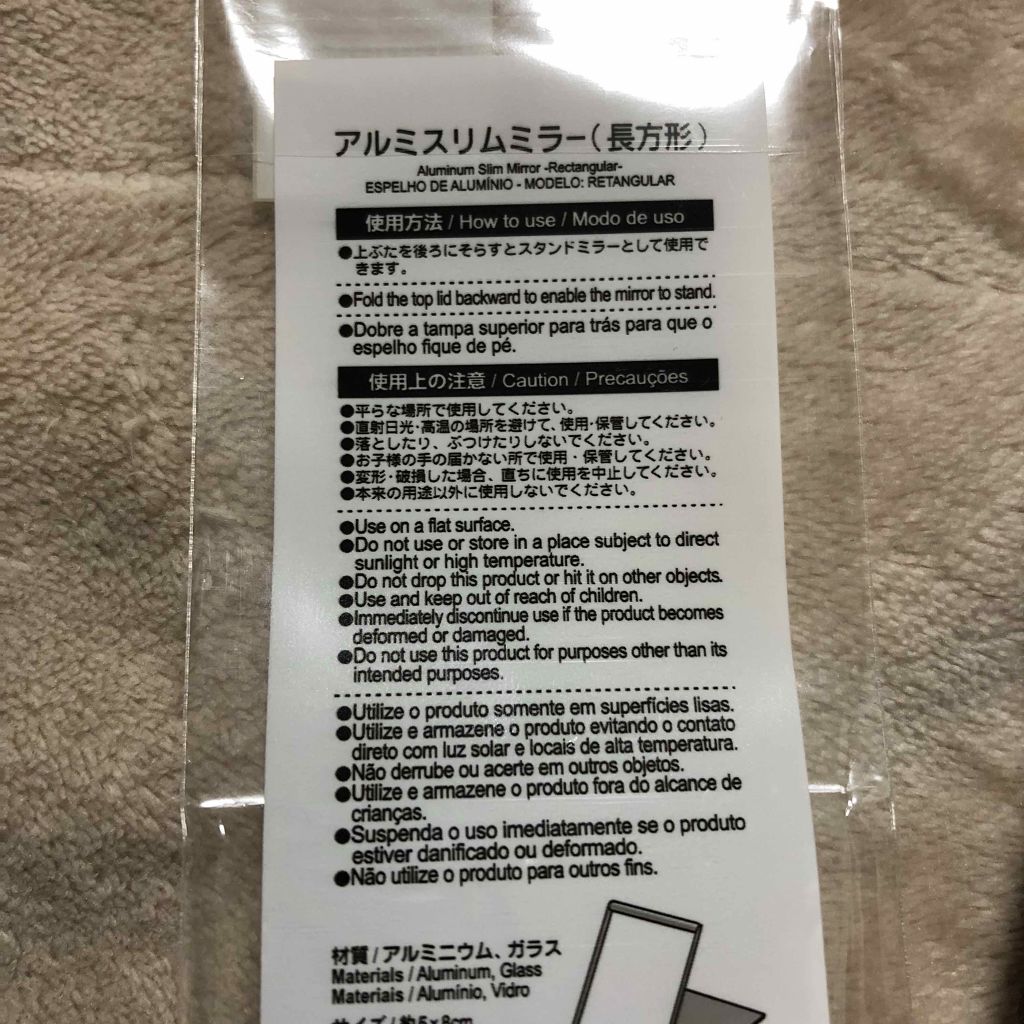 アルミスリムミラー(長方形)
Aluminum Slim Mirror -Rectangular-
ESPELHO DE ALUMÍNIO - MODELO: RETANGULAR
使用方法 / How to use / Modo de uso
●上ぶたを後ろにそらすとスタンドミラーとして使用で
きます。
●Fold the top lid backward to enable the mirror to stand.
●Dobre a tampa superior para trás para que o
espelho fique de pé.
使用上の注意 / Caution / Precauções
●平らな場所で使用してください。
●直射日光・高温の場所を避けて、使用・保管してください。
●落としたり、ぶつけたりしないでください。
●お子様の手の届かない所で使用・保管してください。
●変形・破損した場合、直ちに使用を中止してください。
●本来の用途以外に使用しないでください。
●Use on a flat surface.
●Do not use or store in a place subject to direct
sunlight or high temperature.
●Do not drop this product or hit it on other objects.
●Use and keep out of reach of children.
●Immediately discontinue use if the product becomes
deformed or damaged.
●Do not use this product for purposes other than its
intended purposes.
●Utilize o produto somente em superfícies lisas.
●Utilize e armazene o produto evitando o contato
direto com luz solar e locais de alta temperatura.
●Não derrube ou acerte em outros objetos.
●Utilize e armazene o produto fora do alcance de
crianças.
●Suspenda o uso imediatamente se o produto
estiver danificado ou deformado.
●Não utilize o produto para outros fins.
材質 / アルミニウム、ガラス
Materials / Aluminum, Glass
Materiais / Alumínio, Vidro
サイズ / 約5×8cm